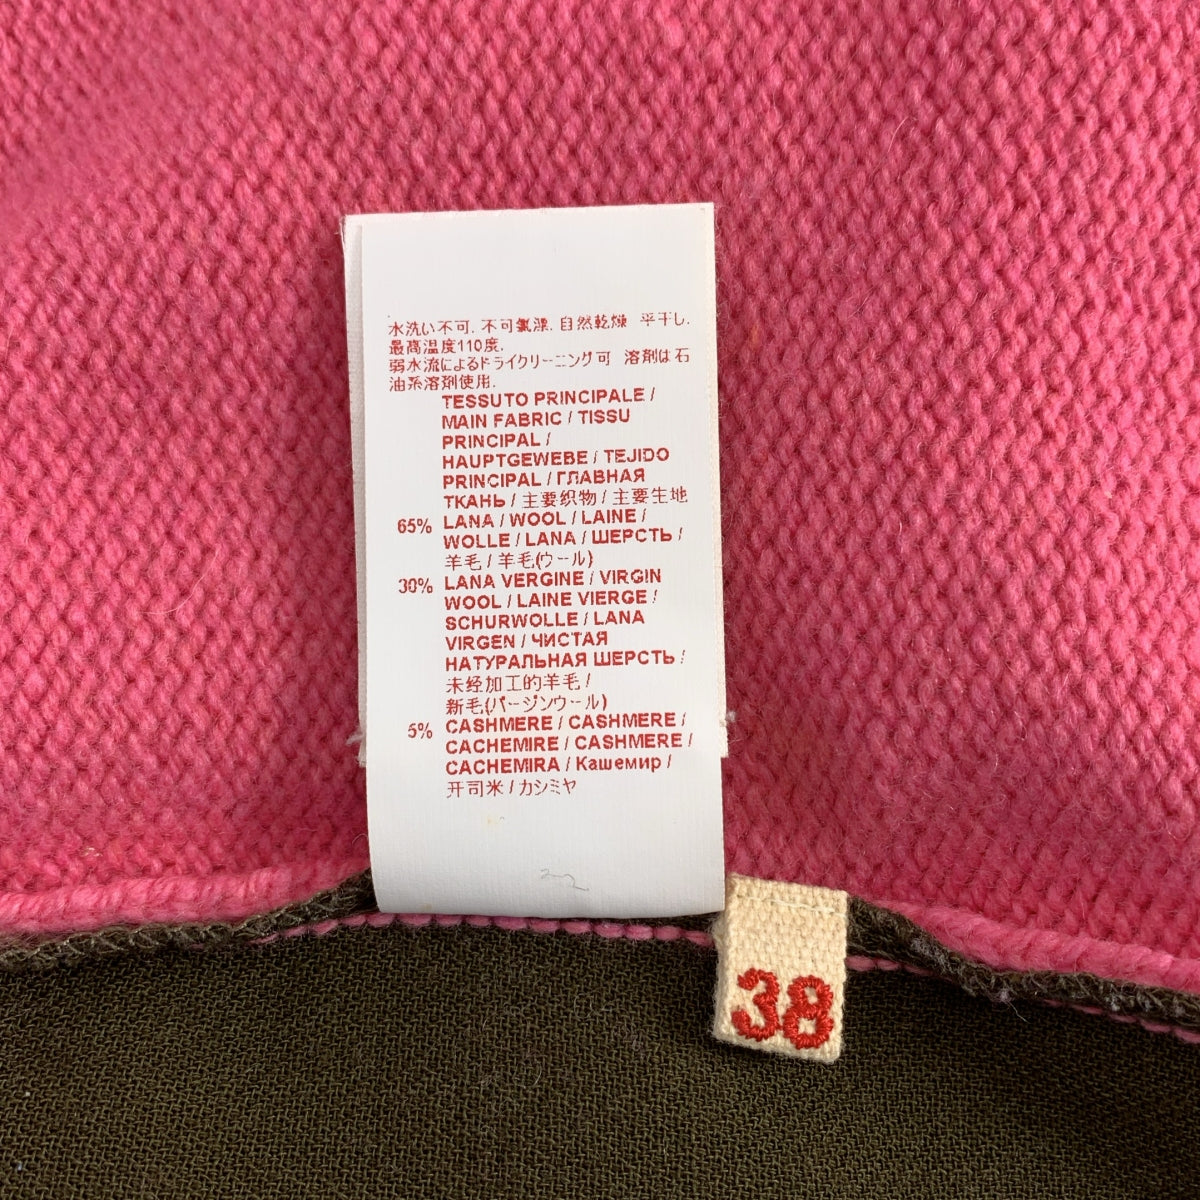 水洗い不可. 不可氯漂. 自然乾燥 平干し.
最高温度110度.
弱水流によるドライクリーニング可 溶剤は石
油系溶剤使用.
TESSUTO PRINCIPALE /
MAIN FABRIC / TISSU
PRINCIPAL /
HAUPTGEWEBE / TEJIDO
PRINCIPAL / ГЛАВНАЯ
ТКАНЬ / 主要织物 / 主要生地
65% LANA / WOOL / LAINE /
WOLLE / LANA / ШЕРСТЬ /
羊毛 / 羊毛(ウール)
30% LANA VERGINE / VIRGIN
WOOL / LAINE VIERGE /
SCHURWOLLE / LANA
VIRGEN / ЧИСТАЯ
НАТУРАЛЬНАЯ ШЕРСТЬ /
未经加工的羊毛 /
新毛(バージンウール)
5% CASHMERE / CASHMERE /
CACHEMIRE / CASHMERE /
CACHEMIRA / Кашемир /
开司米 / カシミヤ
38